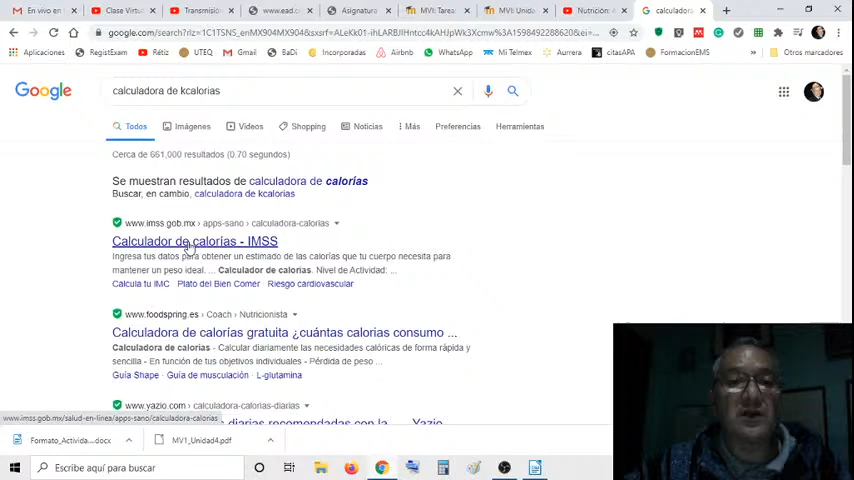 En vivo en M
Clase Virtua
Transmisión
www.ead.c
Asignatura
MVI: Tarea
MVI: Unida
Nutrición: 4
calculadora
google.com/search?rlz=1C1TSNS_enMX904MX904&sxsrf=
Aplicaciones
RegistExam
UTEQ
Gmail
BaDi
Incorporadas
Airbnb
WhatsApp
Mi Telmex
Aurrera
citasAPA
FormacionEMS
Otros marcadores
Google
calculadora de kcalorias
Todos
Imágenes
Videos
Shopping
Noticias
Más
Preferencias
Herramientas
Cerca de 661,000 resultados (0.70 segundos)
Se muestran resultados de calculadora de calorías
Buscar, en cambio, calculadora de kcalorias
www.imss.gob.mx › apps-sano › calculadora-calorias
Calculador de calorías - IMSS
Ingresa tus datos para obtener un estimado de las calorías que tu cuerpo necesita para
mantener un peso ideal. ... Calculador de calorías. Nivel de Actividad: ...
Calcula tu IMC
Plato del Bien Comer
Riesgo cardiovascular
www.foodspring.es › Coach › Nutricionista
Calculadora de calorías gratuita ¿cuántas calorias consumo ...
Calculadora de calorías - Calcular diariamente las necesidades calóricas de forma rápida y
sencilla - En función de tus objetivos individuales - Pérdida de peso ...
Guía Shape
Guía de musculación
L-glutamina
www.yazio.com › calculadora-calorias-diarias
diarias recomendadas con la
Yazio
www.imss.gob.mx/salud-en-linea/apps-sano/calculadora-calorias
Formato_Activida....docx
MV1_Unidad4.pdf
Escribe aquí para buscar